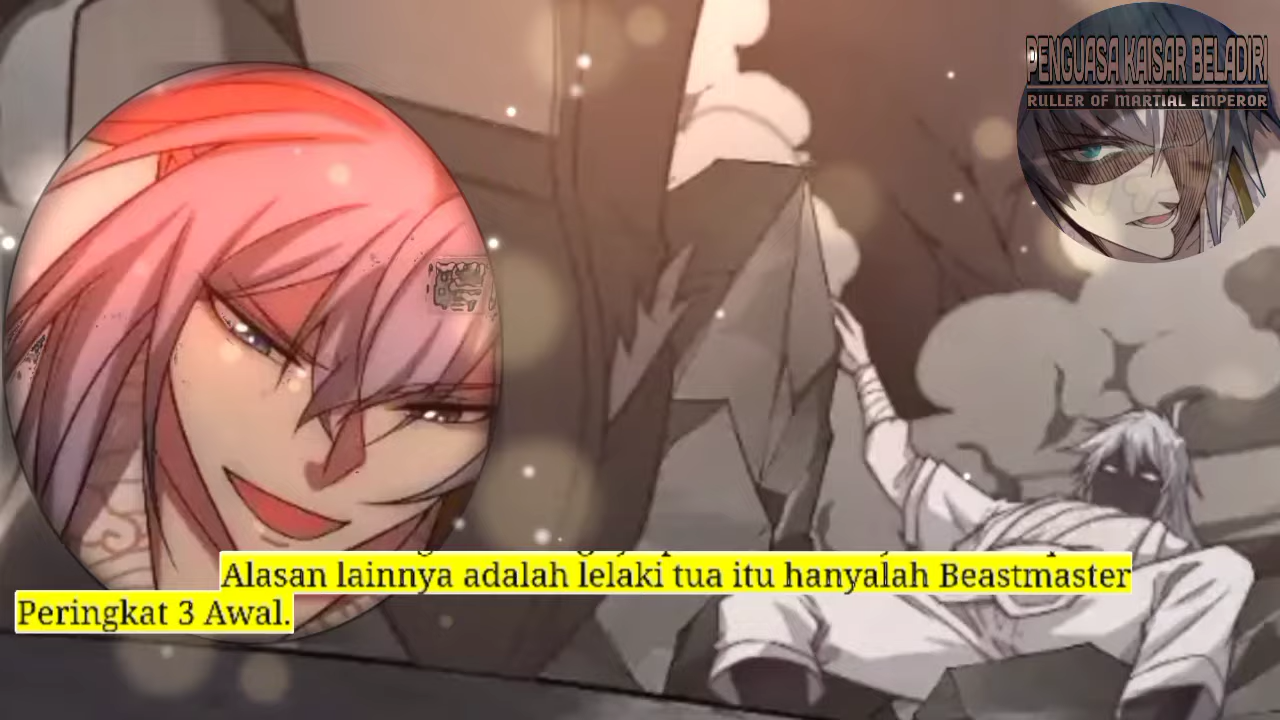 PENGUASA KAISAR BELADIRI
RULLER OF MARTIAL EMPEROR
Alasan lainnya adalah lelaki tua itu hanyalah Beastmaster
Peringkat 3 Awal.